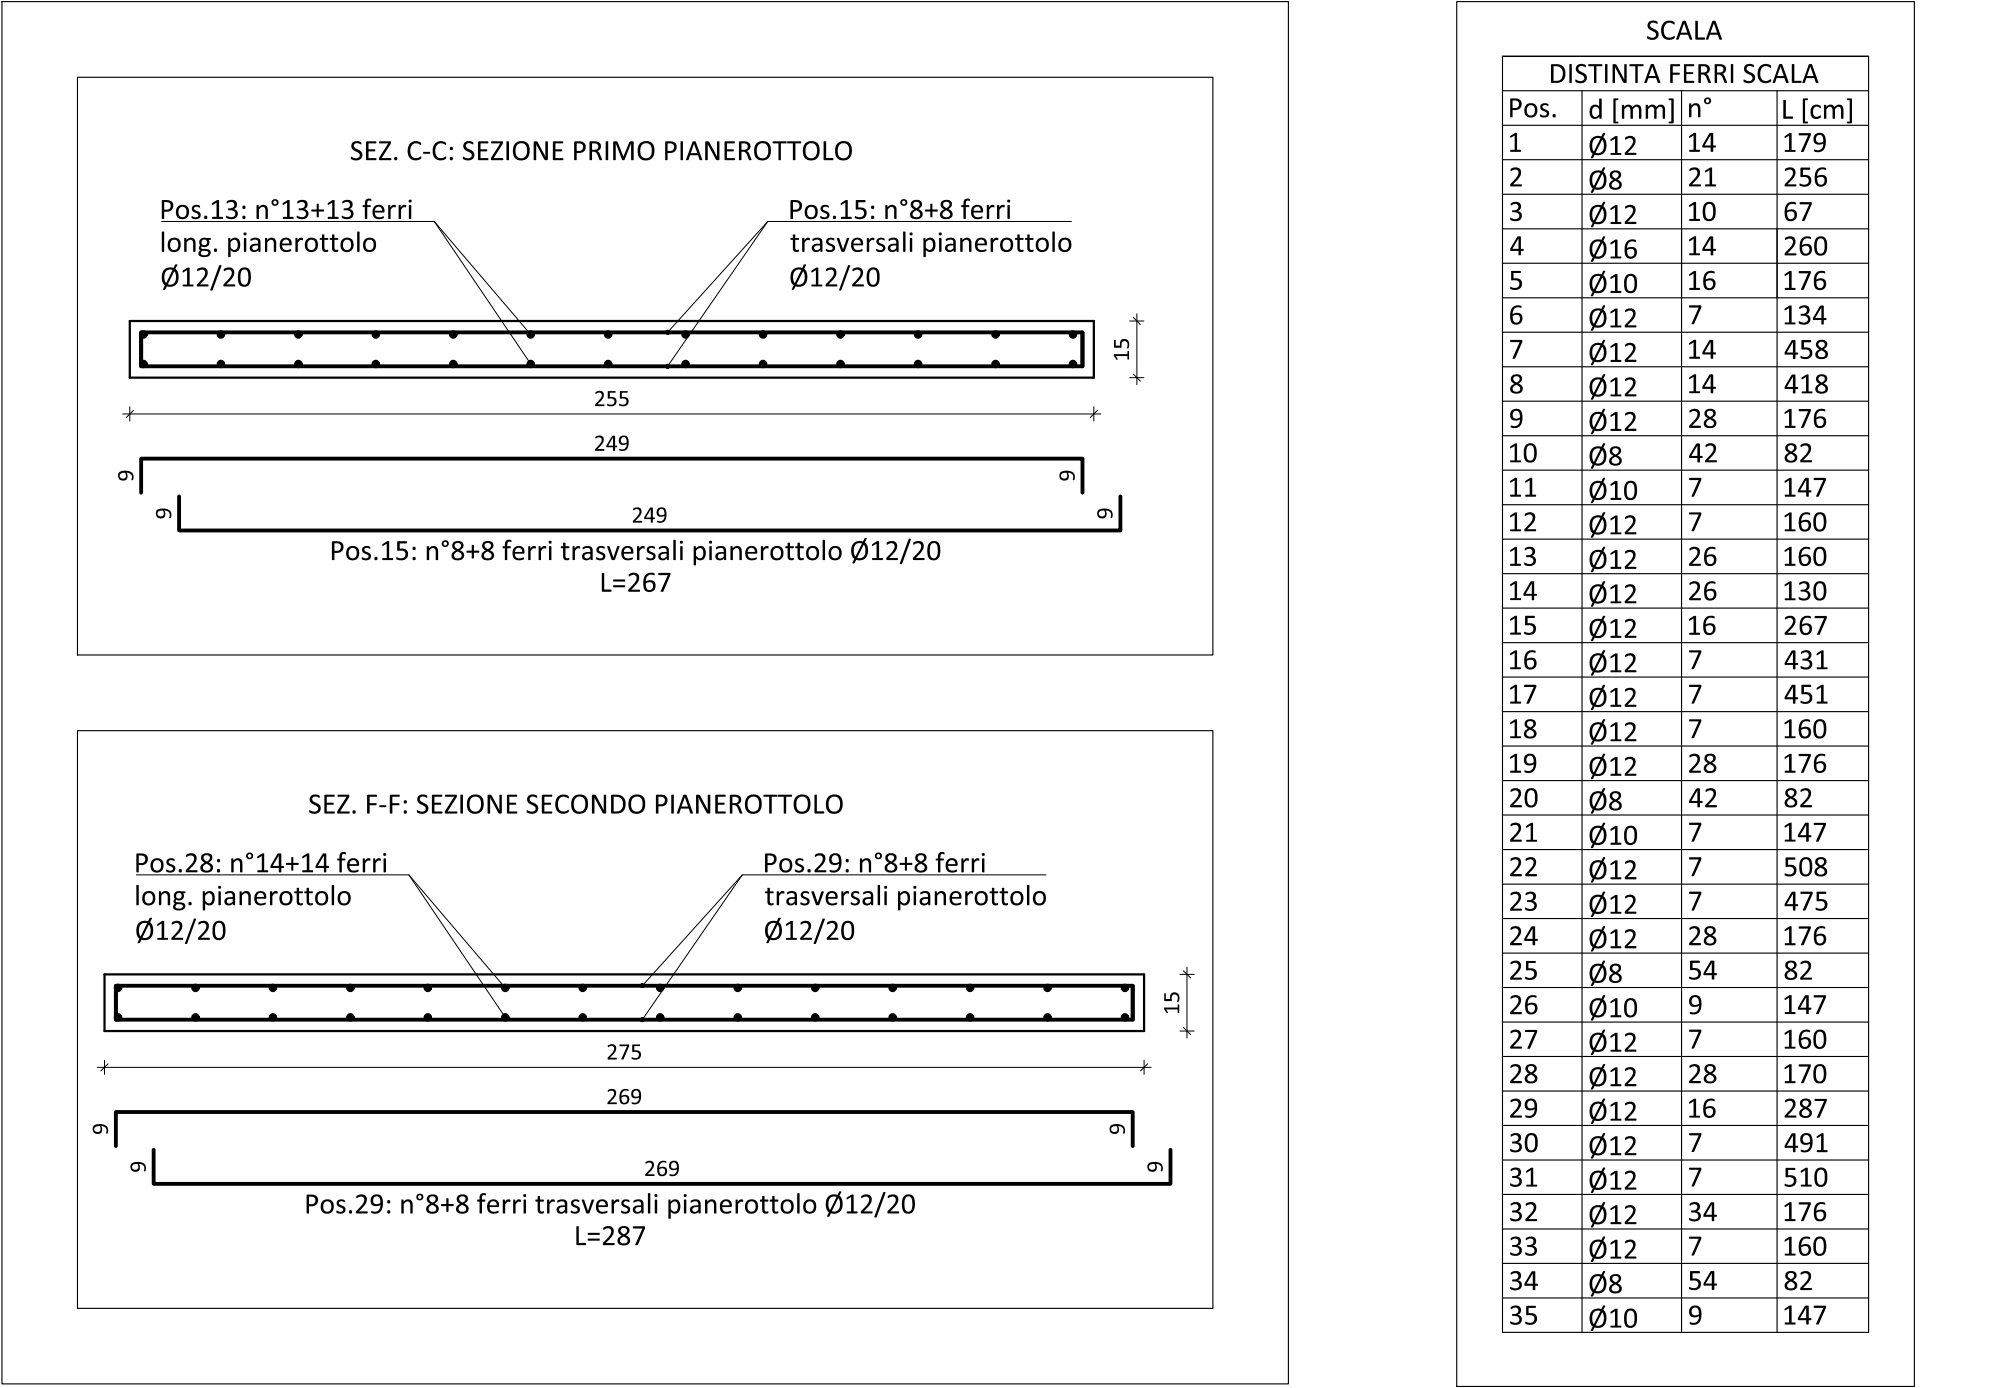 SEZ. C-C: SEZIONE PRIMO PIANEROTTOLO
Pos.13: n°13+13 ferri
long. pianerottolo
Ø12/20
Pos.15: n°8+8 ferri
trasversali pianerottolo
Ø12/20
15
255
249
9
9
9
249
9
Pos.15: n°8+8 ferri trasversali pianerottolo Ø12/20
L=267
SEZ. F-F: SEZIONE SECONDO PIANEROTTOLO
Pos.28: n°14+14 ferri
long. pianerottolo
Ø12/20
Pos.29: n°8+8 ferri
trasversali pianerottolo
Ø12/20
15
275
269
9
9
9
269
9
Pos.29: n°8+8 ferri trasversali pianerottolo Ø12/20
L=287
SCALA
DISTINTA FERRI SCALA
Pos. d [mm] n° L [cm]
1 Ø12 14 179
2 Ø8 21 256
3 Ø12 10 67
4 Ø16 14 260
5 Ø10 16 176
6 Ø12 7 134
7 Ø12 14 458
8 Ø12 14 418
9 Ø12 28 176
10 Ø8 42 82
11 Ø10 7 147
12 Ø12 7 160
13 Ø12 26 160
14 Ø12 26 130
15 Ø12 16 267
16 Ø12 7 431
17 Ø12 7 451
18 Ø12 7 160
19 Ø12 28 176
20 Ø8 42 82
21 Ø10 7 147
22 Ø12 7 508
23 Ø12 7 475
24 Ø12 28 176
25 Ø8 54 82
26 Ø10 9 147
27 Ø12 7 160
28 Ø12 28 170
29 Ø12 16 287
30 Ø12 7 491
31 Ø12 7 510
32 Ø12 34 176
33 Ø12 7 160
34 Ø8 54 82
35 Ø10 9 147